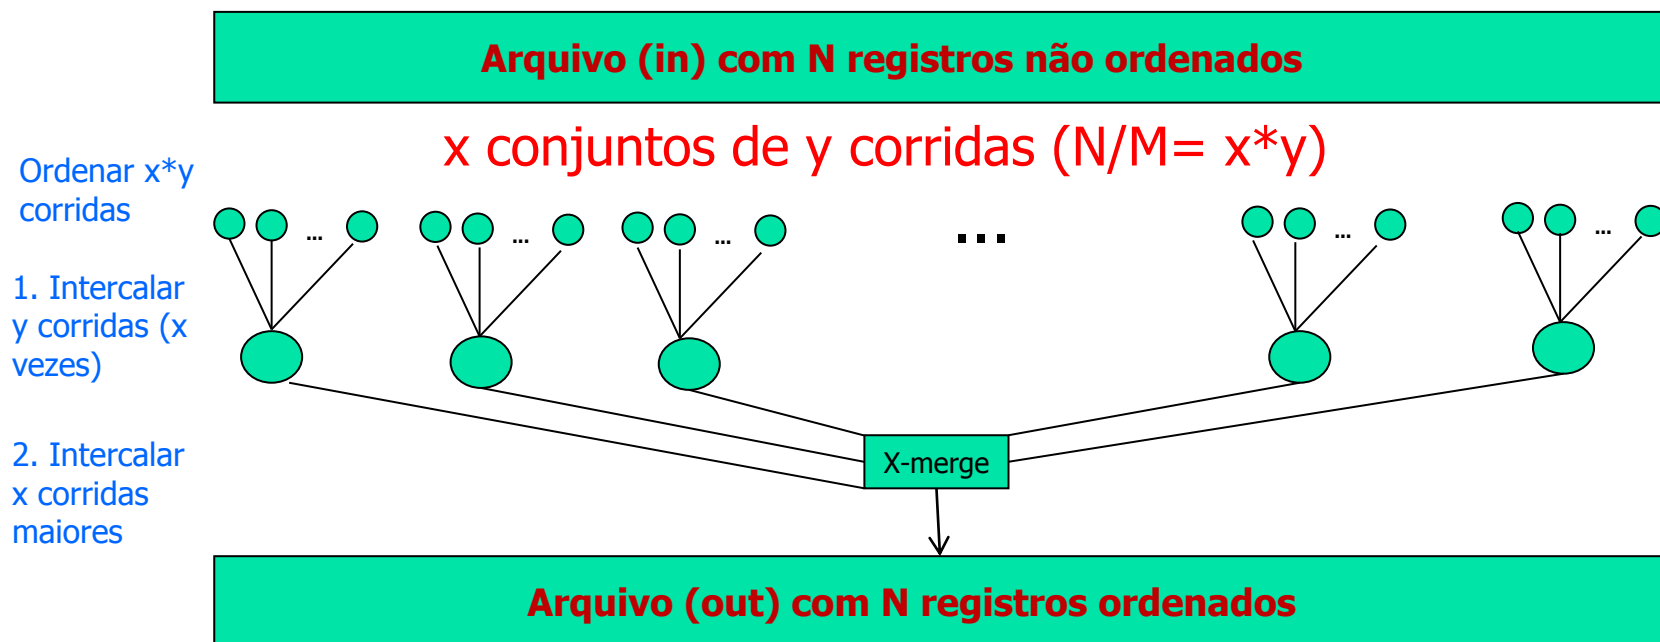 Arquivo (in) com N registros não ordenados
x conjuntos de y corridas (N/M= x*y)
Ordenar x*y
corridas
... ... ... ... ... ...
1. Intercalar
y corridas (x
vezes)
2. Intercalar
x corridas
maiores
X-merge
Arquivo (out) com N registros ordenados